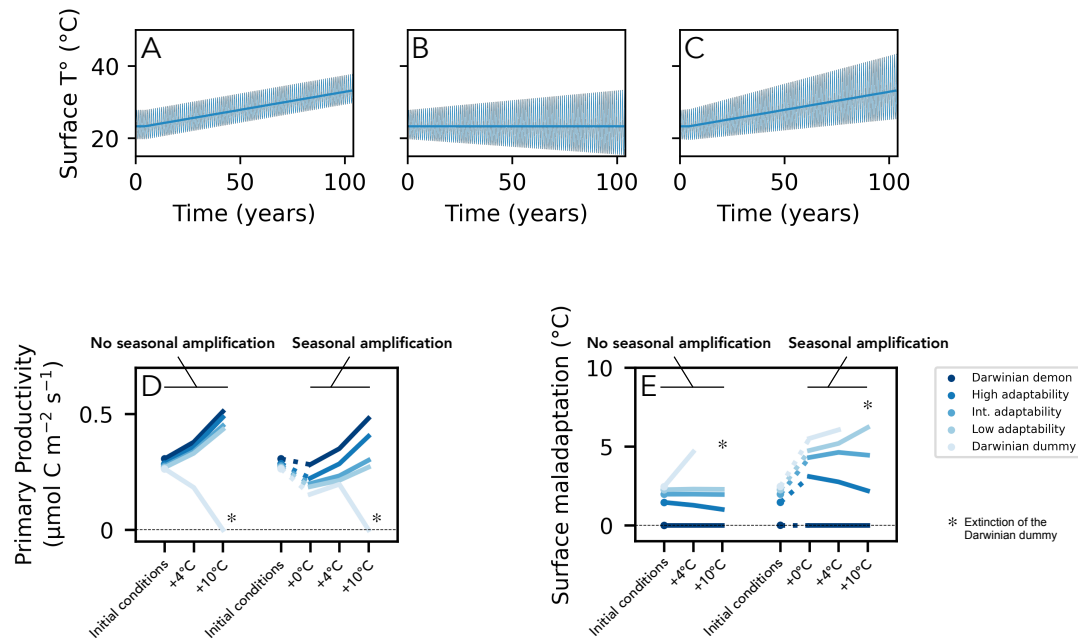 A
B
C
Surface T° (°C)
40
20
0
50
100
0
50
100
0
50
100
Time (years)
Time (years)
Time (years)
No seasonal amplification
Seasonal amplification
D
Primary Productivity
(μmol C m⁻² s⁻¹)
0.5
0
*
*
Initial conditions
+4°C
+10°C
Initial conditions
+0°C
+4°C
+10°C
No seasonal amplification
Seasonal amplification
E
Surface maladaptation (°C)
10
5
0
*
*
Initial conditions
+4°C
+10°C
Initial conditions
+0°C
+4°C
+10°C
Darwinian demon
High adaptability
Int. adaptability
Low adaptability
Darwinian dummy
* Extinction of the
Darwinian dummy